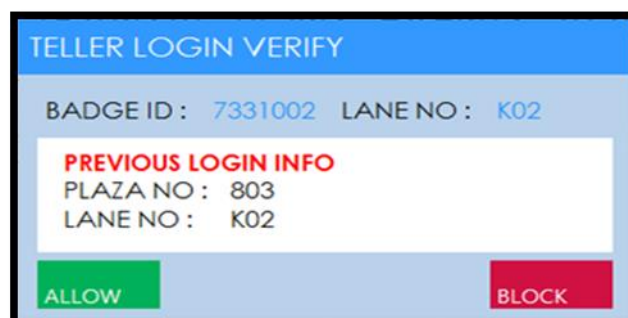 TELLER LOGIN VERIFY
BADGE ID : 7331002 LANE NO : K02
PREVIOUS LOGIN INFO
PLAZA NO : 803
LANE NO : K02
ALLOW BLOCK